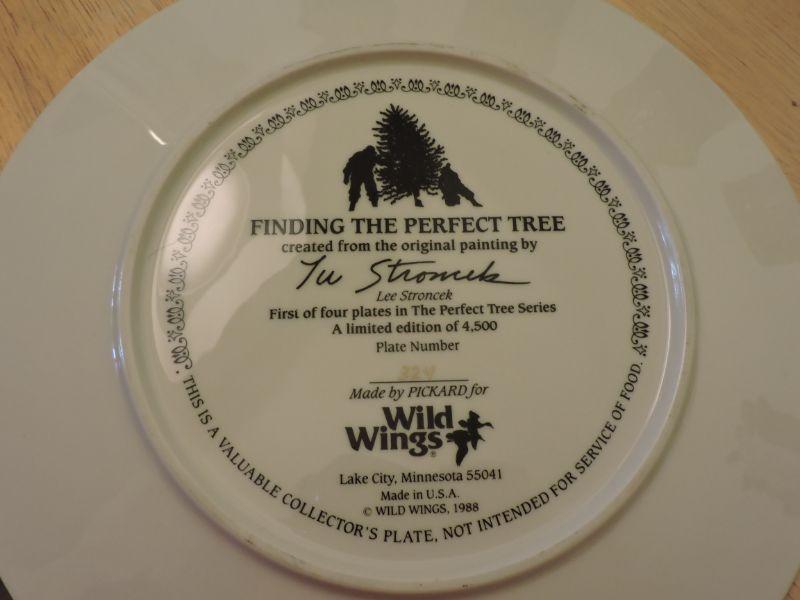 FINDING THE PERFECT TREE
created from the original painting by
Lee Stroncek
Lee Stroncek
First of four plates in The Perfect Tree Series
A limited edition of 4,500
Plate Number
224
Made by PICKARD for
Wild
Wings®
Lake City, Minnesota 55041
Made in U.S.A.
© WILD WINGS, 1988
• THIS IS A VALUABLE COLLECTOR'S PLATE, NOT INTENDED FOR SERVICE OF FOOD.